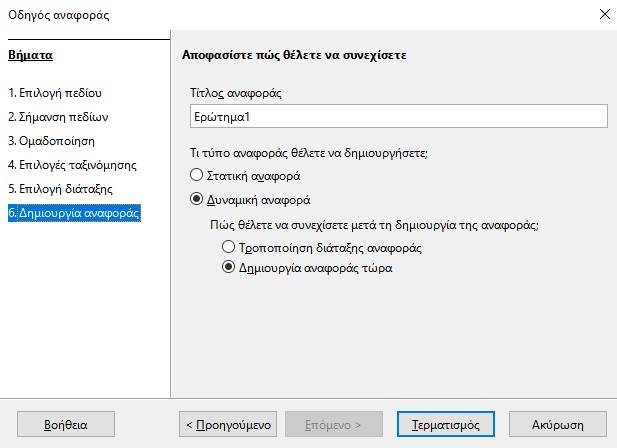 Οδηγός αναφοράς
Βήματα
1. Επιλογή πεδίου
2. Σήμανση πεδίων
3. Ομαδοποίηση
4. Επιλογές ταξινόμησης
5. Επιλογή διάταξης
6. Δημιουργία αναφοράς
Αποφασίστε πώς θέλετε να συνεχίσετε
Τίτλος αναφοράς
Ερώτημα1
Τι τύπο αναφοράς θέλετε να δημιουργήσετε;
Στατική αναφορά
Δυναμική αναφορά
Πώς θέλετε να συνεχίσετε μετά τη δημιουργία της αναφοράς;
Τροποποίηση διάταξης αναφοράς
Δημιουργία αναφοράς τώρα
Βοήθεια
< Προηγούμενο
Επόμενο >
Τερματισμός
Ακύρωση